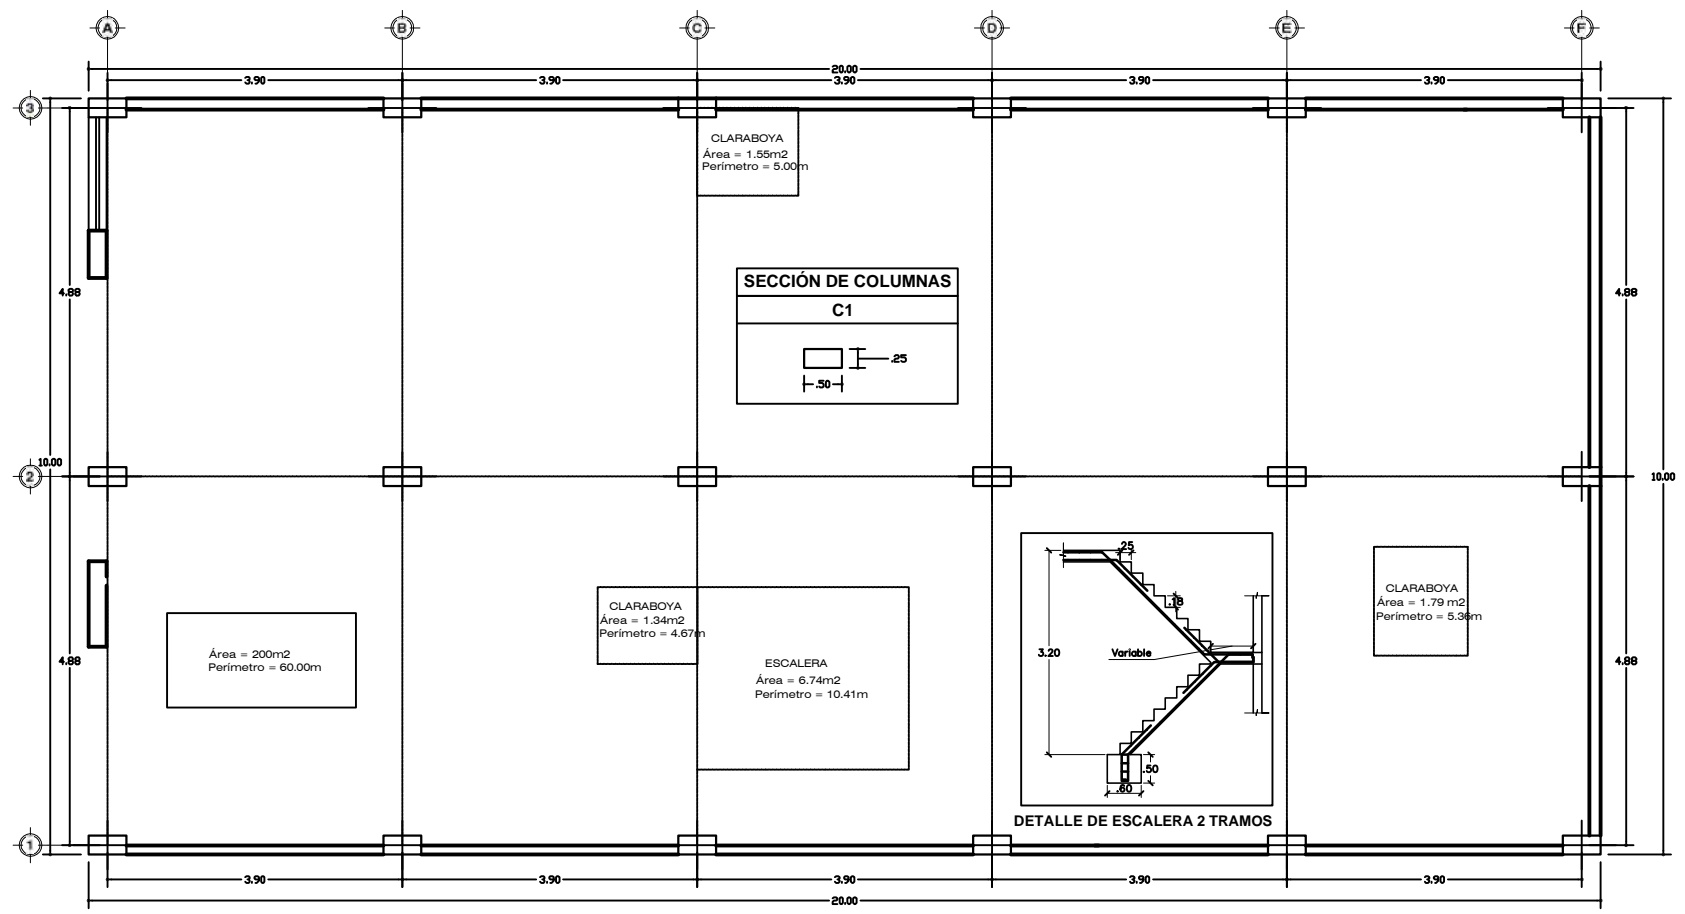 A B C D E F
20.00
3.90 3.90 3.90 3.90 3.90
3
CLARABOYA
Área = 1.55m2
Perímetro = 5.00m
SECCIÓN DE COLUMNAS
C1
.25
.50
4.88 4.88
10.00 10.00
2
.25
.18
3.20
Variable
.50
.60
DETALLE DE ESCALERA 2 TRAMOS
CLARABOYA
Área = 1.79 m2
Perímetro = 5.36m
CLARABOYA
Área = 1.34m2
Perímetro = 4.67m
ESCALERA
Área = 6.74m2
Perímetro = 10.41m
Área = 200m2
Perímetro = 60.00m
4.88 4.88
1
3.90 3.90 3.90 3.90 3.90
20.00